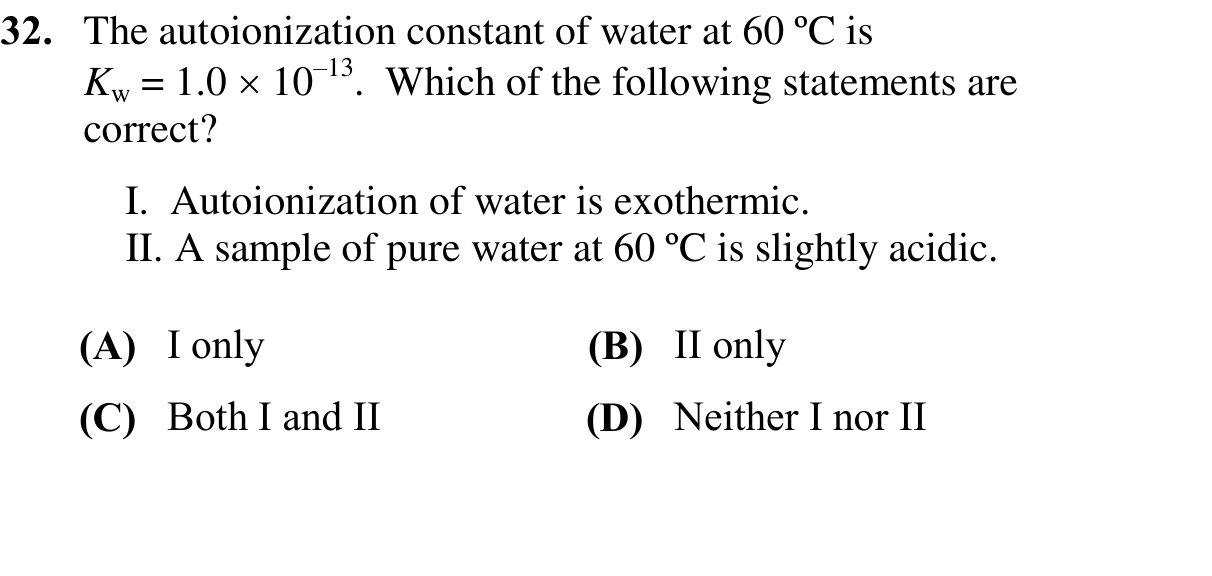 32. The autoionization constant of water at 60 ºC is
K_w = 1.0 × 10^–13. Which of the following statements are
correct?
I. Autoionization of water is exothermic.
II. A sample of pure water at 60 ºC is slightly acidic.
(A) I only (B) II only
(C) Both I and II (D) Neither I nor II